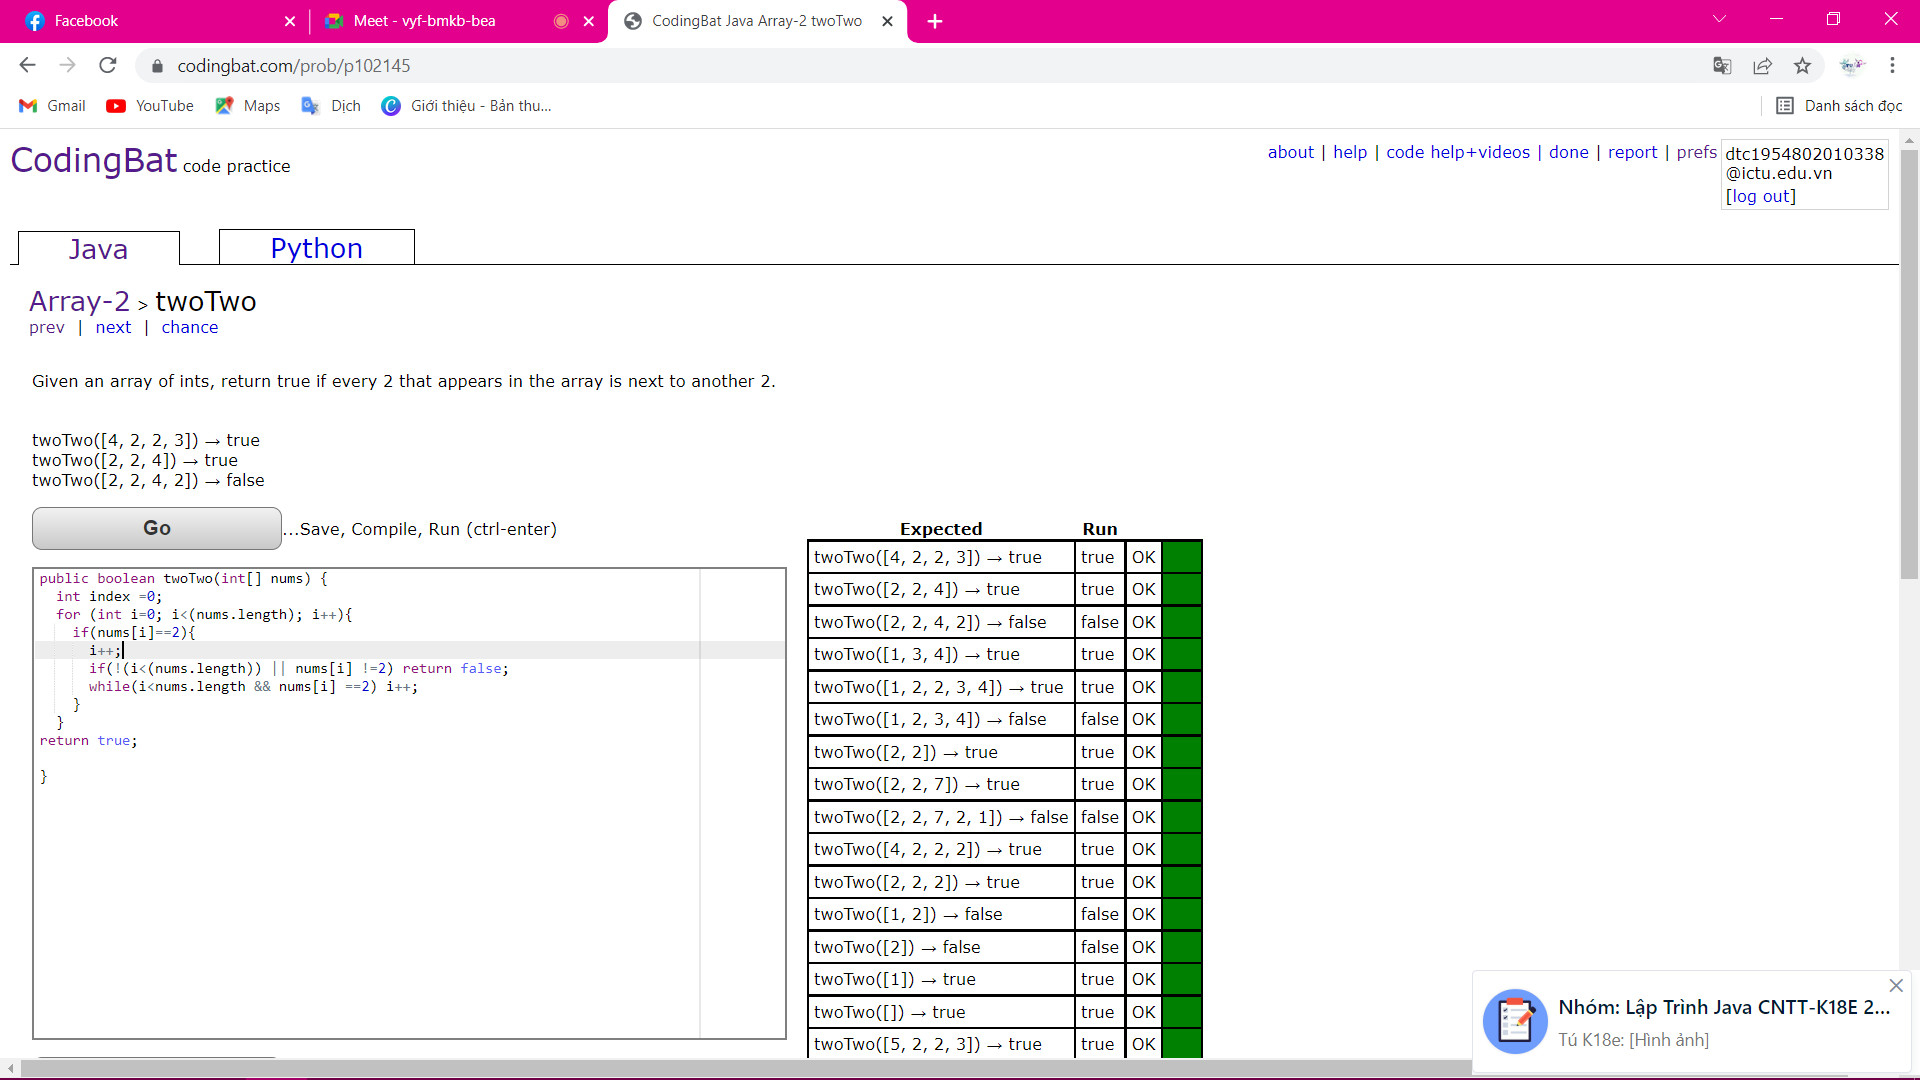 Facebook
Meet - vyf-bmkb-bea
CodingBat Java Array-2 twoTwo
codingbat.com/prob/p102145
Gmail
YouTube
Maps
Dịch
Giới thiệu - Bản thu...
Danh sách đọc
CodingBat code practice
about | help | code help+videos | done | report | prefs
dtc1954802010338
@ictu.edu.vn
[log out]
Java
Python
Array-2 > twoTwo
prev | next | chance
Given an array of ints, return true if every 2 that appears in the array is next to another 2.
twoTwo([4, 2, 2, 3]) → true
twoTwo([2, 2, 4]) → true
twoTwo([2, 2, 4, 2]) → false
Go
...Save, Compile, Run (ctrl-enter)
public boolean twoTwo(int[] nums) {
int index =0;
for (int i=0; i<(nums.length); i++){
if(nums[i]==2){
i++;
if(!(i<(nums.length)) || nums[i] !=2) return false;
while(i<nums.length && nums[i] ==2) i++;
}
}
return true;
}
Expected Run
twoTwo([4, 2, 2, 3]) → true true OK
twoTwo([2, 2, 4]) → true true OK
twoTwo([2, 2, 4, 2]) → false false OK
twoTwo([1, 3, 4]) → true true OK
twoTwo([1, 2, 2, 3, 4]) → true true OK
twoTwo([1, 2, 3, 4]) → false false OK
twoTwo([2, 2]) → true true OK
twoTwo([2, 2, 7]) → true true OK
twoTwo([2, 2, 7, 2, 1]) → false false OK
twoTwo([4, 2, 2, 2]) → true true OK
twoTwo([2, 2, 2]) → true true OK
twoTwo([1, 2]) → false false OK
twoTwo([2]) → false false OK
twoTwo([1]) → true true OK
twoTwo([]) → true true OK
twoTwo([5, 2, 2, 3]) → true true OK
Nhóm: Lập Trình Java CNTT-K18E 2...
Tú K18e: [Hình ảnh]